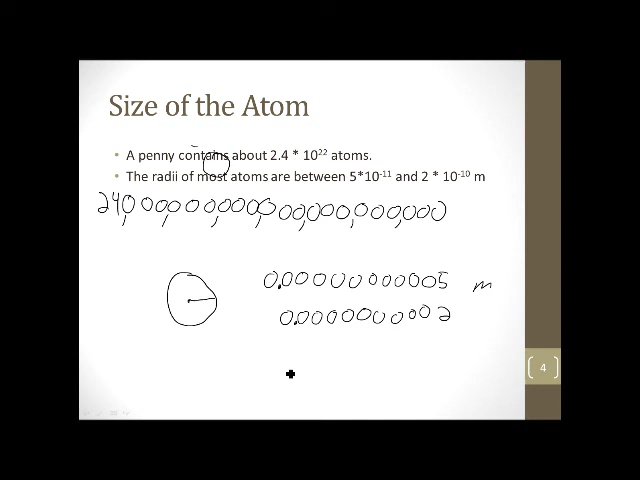 Size of the Atom
• A penny contains about 2.4 * 10²² atoms.
• The radii of most atoms are between 5*10⁻¹¹ and 2 * 10⁻¹⁰ m
24,000,000,000,000,000,000,000
0.00000000005 m
0.0000000002
4